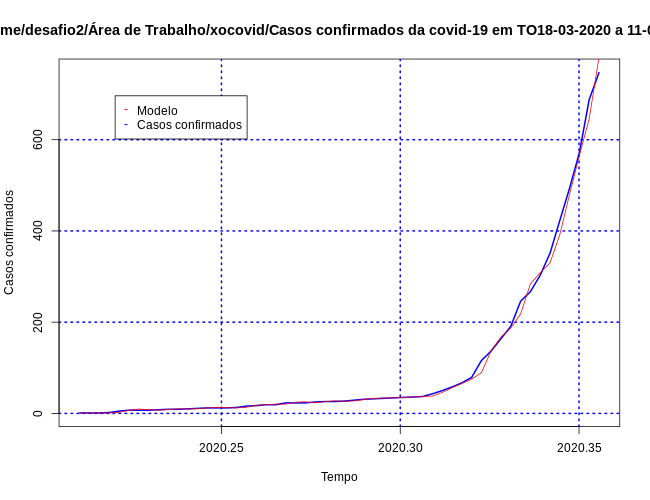 me/desafio2/Área de Trabalho/xocovid/Casos confirmados da covid-19 em TO18-03-2020 a 11-0
- Modelo
- Casos confirmados
Casos confirmados
600
400
200
0
2020.25 2020.30 2020.35
Tempo